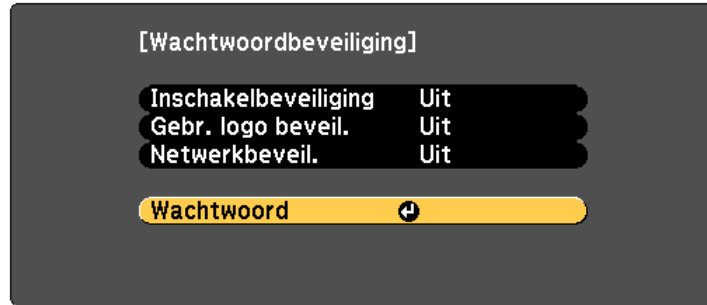 [Wachtwoordbeveiliging]
Inschakelbeveiliging Uit
Gebr. logo beveil. Uit
Netwerkbeveil. Uit
Wachtwoord